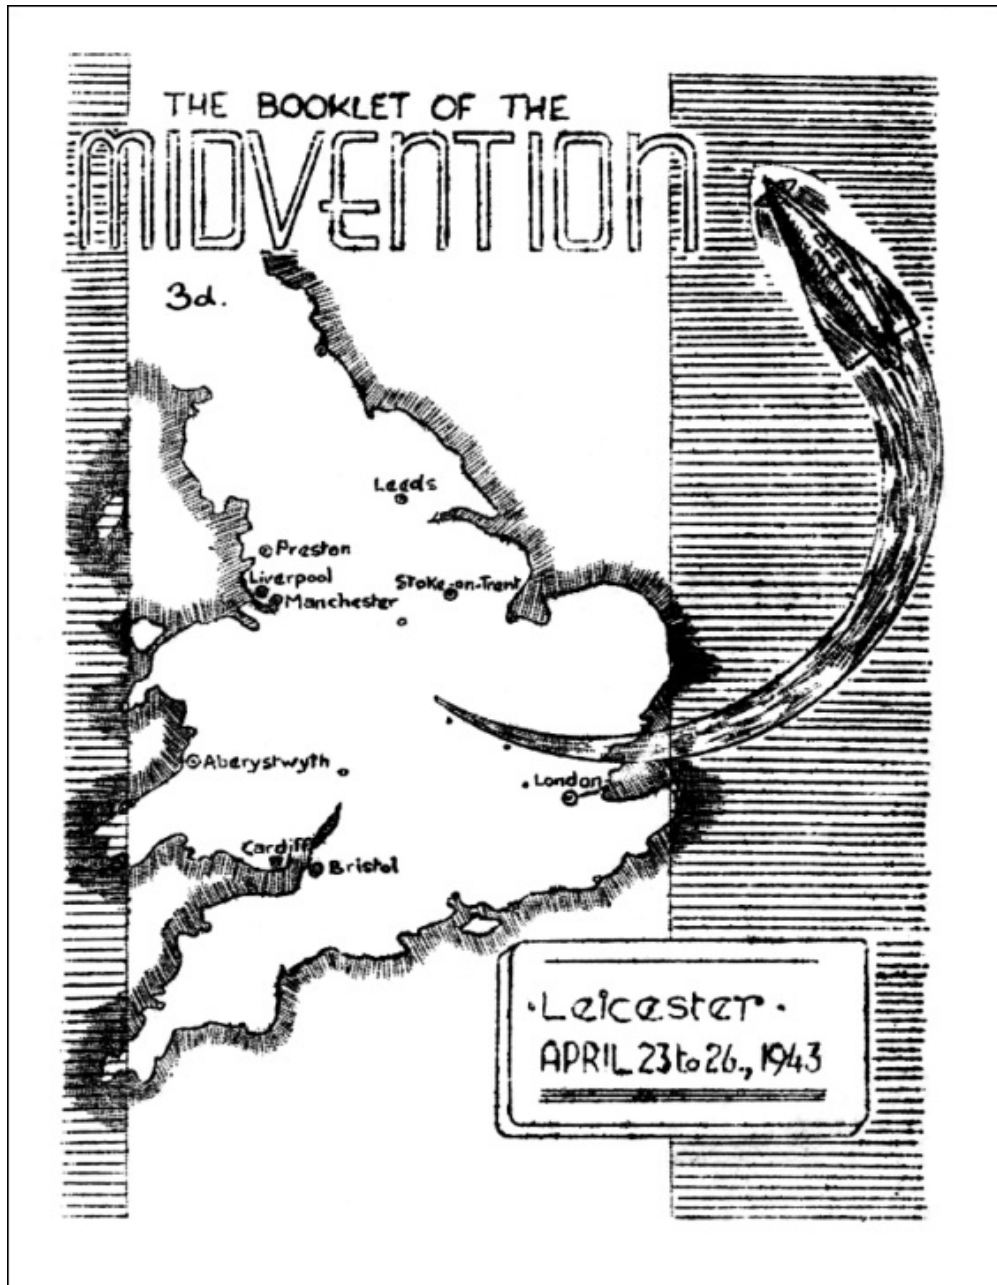 THE BOOKLET OF THE
MIDVENTION
3d.
Leeds
Preston
Liverpool
Stoke-on-Trent
Manchester
Aberystwyth
London
Cardiff
Bristol
·Leicester·
APRIL 23 to 26., 1943